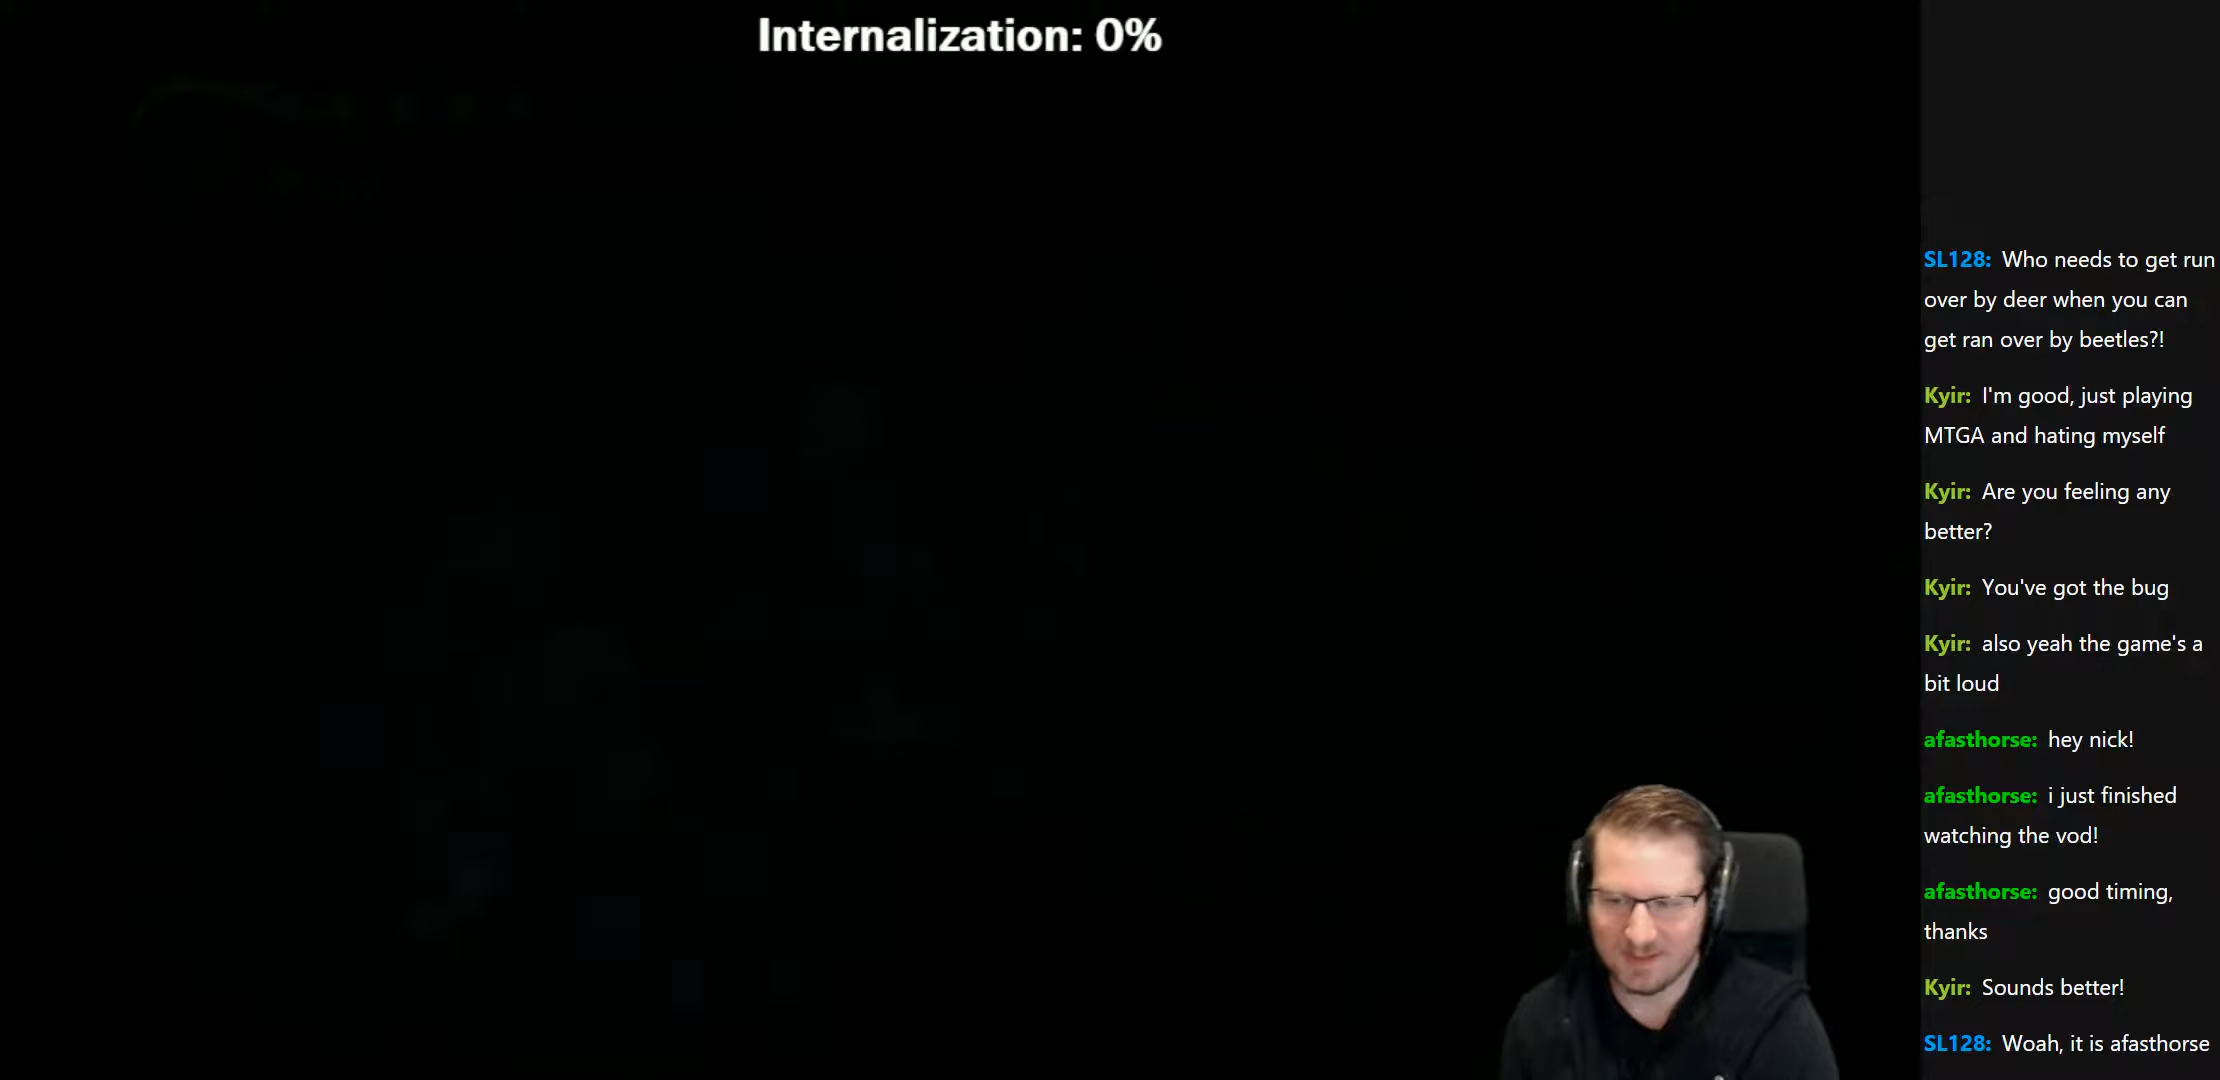 Internalization: 0%
SL128: Who needs to get run
over by deer when you can
get ran over by beetles?!
Kyir: I'm good, just playing
MTGA and hating myself
Kyir: Are you feeling any
better?
Kyir: You've got the bug
Kyir: also yeah the game's a
bit loud
afasthorse: hey nick!
afasthorse: i just finished
watching the vod!
afasthorse: good timing,
thanks
Kyir: Sounds better!
SL128: Woah, it is afasthorse